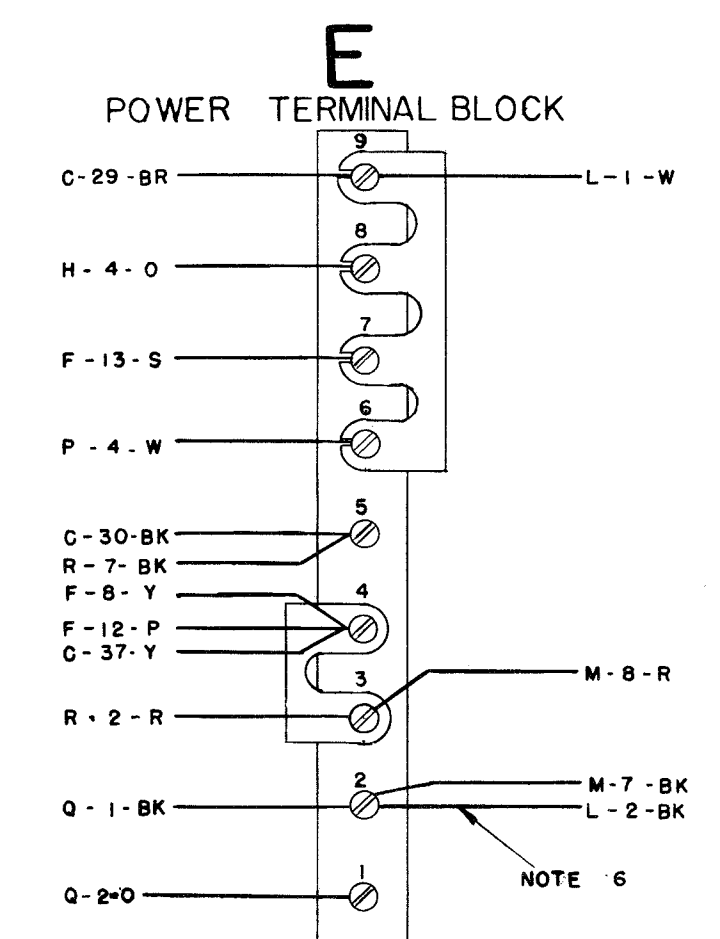 E
POWER TERMINAL BLOCK
9
C-29-BR
L-1-W
8
H-4-O
7
F-13-S
6
P-4-W
5
C-30-BK
R-7-BK
F-8-Y
4
F-12-P
C-37-Y
3
M-8-R
R-2-R
2
M-7-BK
Q-1-BK
L-2-BK
1
NOTE 6
Q-2-O